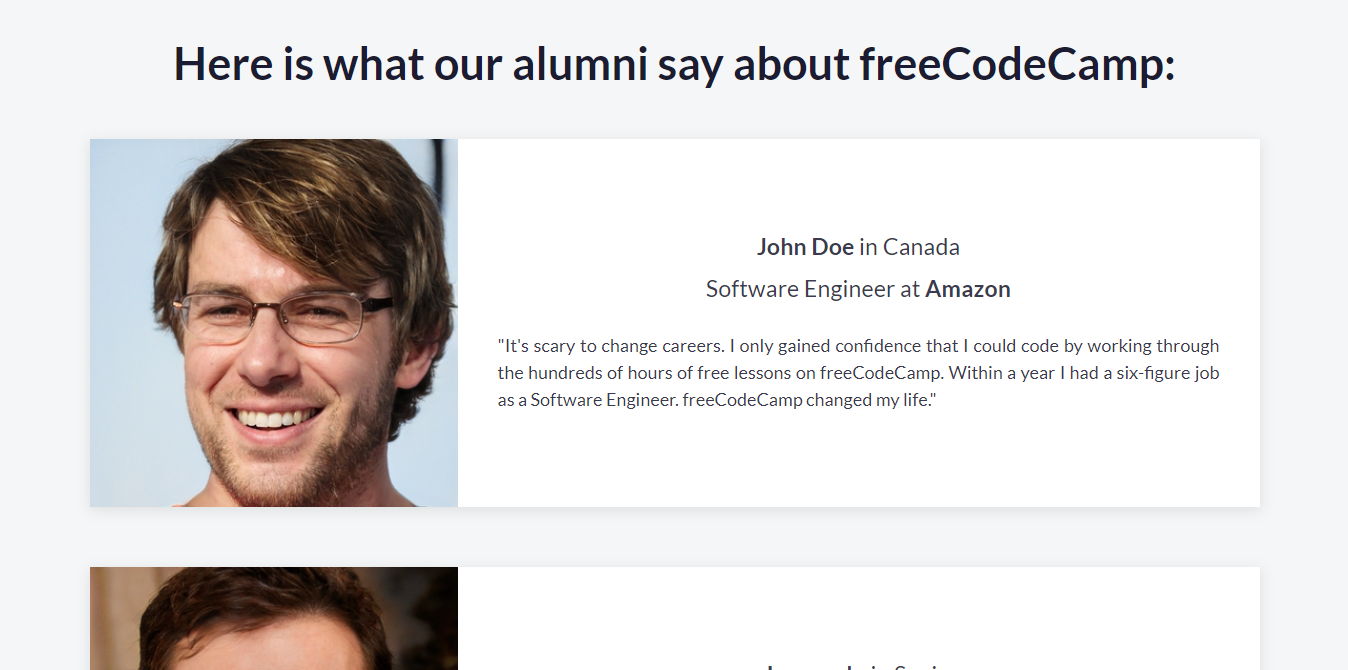 Here is what our alumni say about freeCodeCamp:
John Doe in Canada
Software Engineer at Amazon
"It's scary to change careers. I only gained confidence that I could code by working through
the hundreds of hours of free lessons on freeCodeCamp. Within a year I had a six-figure job
as a Software Engineer. freeCodeCamp changed my life."